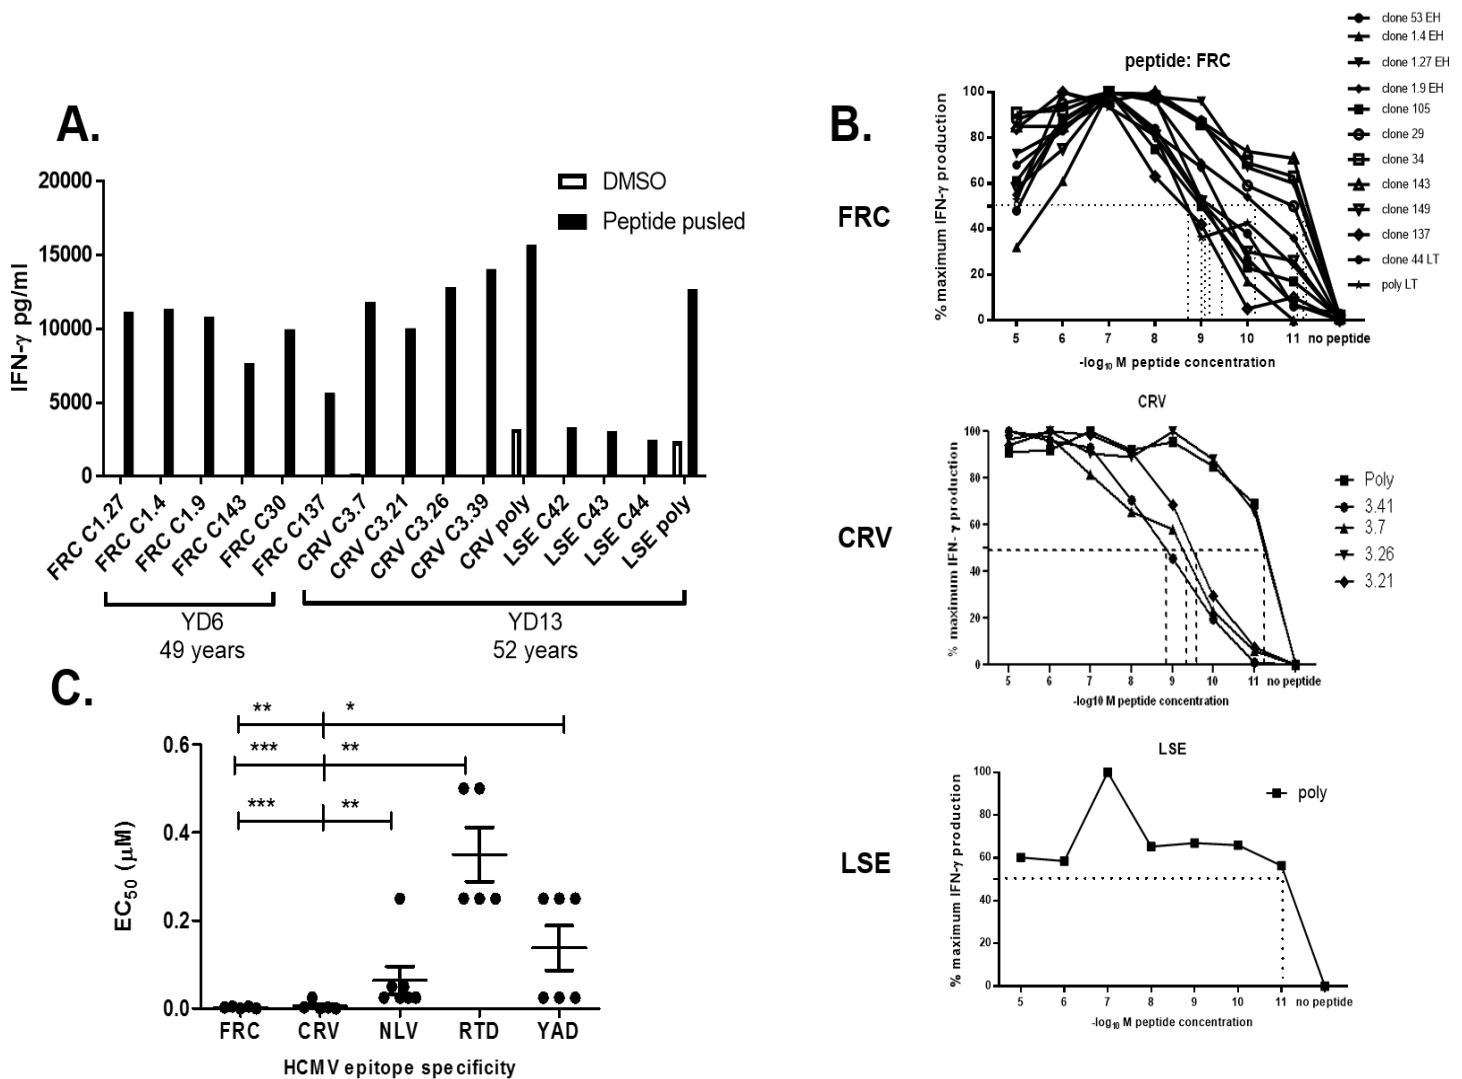 A.
IFN-γ pg/ml
20000
15000
10000
5000
0
DMSO
Peptide pusled
FRC C1.27
FRC C1.4
FRC C1.9
FRC C143
FRC C30
FRC C137
CRV C3.7
CRV C3.21
CRV C3.26
CRV C3.39
CRV poly
LSE C42
LSE C43
LSE C44
LSE poly
YD6
49 years
YD13
52 years
B.
FRC
peptide: FRC
% maximum IFN-γ production
100
80
60
40
20
0
5 6 7 8 9 10 11 no peptide
-log10 M peptide concentration
clone 53 EH
clone 1.4 EH
clone 1.27 EH
clone 1.9 EH
clone 105
clone 29
clone 34
clone 143
clone 149
clone 137
clone 44 LT
poly LT
CRV
CRV
% maximum IFN- γ production
100
80
60
40
20
0
5 6 7 8 9 10 11 no peptide
-log10 M peptide concentration
Poly
3.41
3.7
3.26
3.21
LSE
LSE
% maximum IFN-γ production
100
80
60
40
20
0
5 6 7 8 9 10 11 no peptide
-log10 M peptide concentration
poly
C.
** *
*** **
*** **
EC50 (μM)
0.6
0.4
0.2
0.0
FRC CRV NLV RTD YAD
HCMV epitope specificity